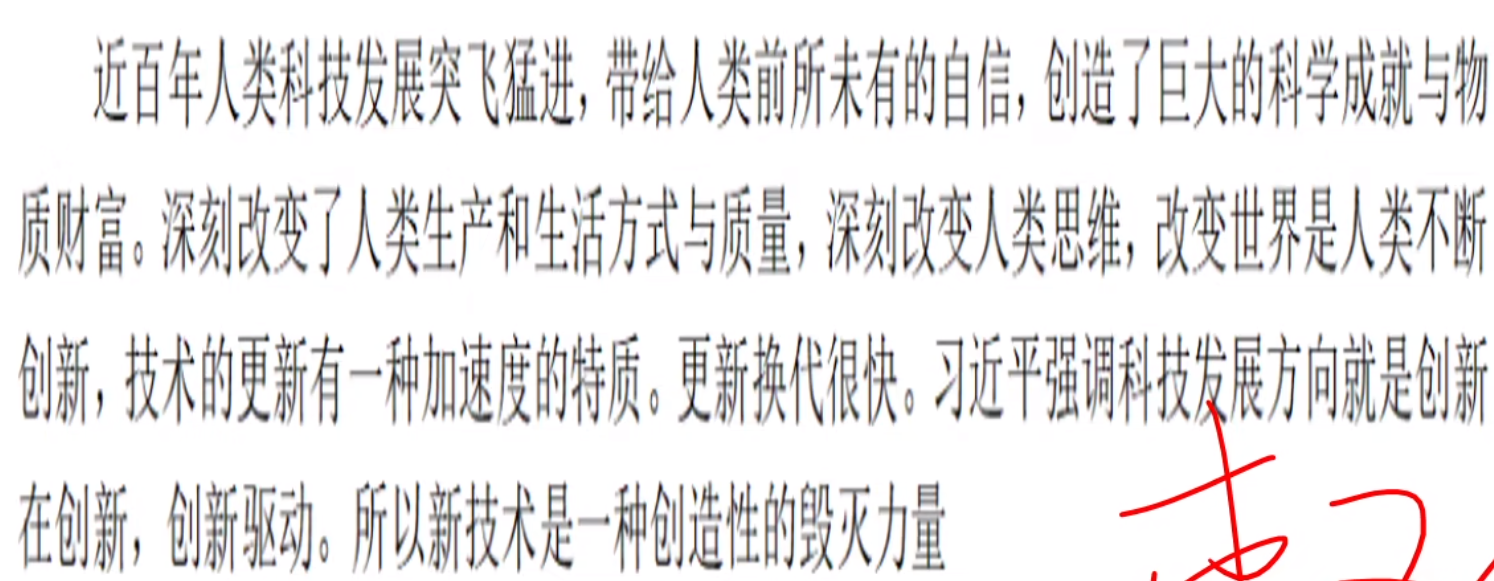 近百年人类科技发展突飞猛进，带给人类前所未有的自信，创造了巨大的科学成就与物
质财富。深刻改变了人类生产和生活方式与质量，深刻改变人类思维，改变世界是人类不断
创新，技术的更新有一种加速度的特质。更新换代很快。习近平强调科技发展方向就是创新
在创新，创新驱动。所以新技术是一种创造性的毁灭力量